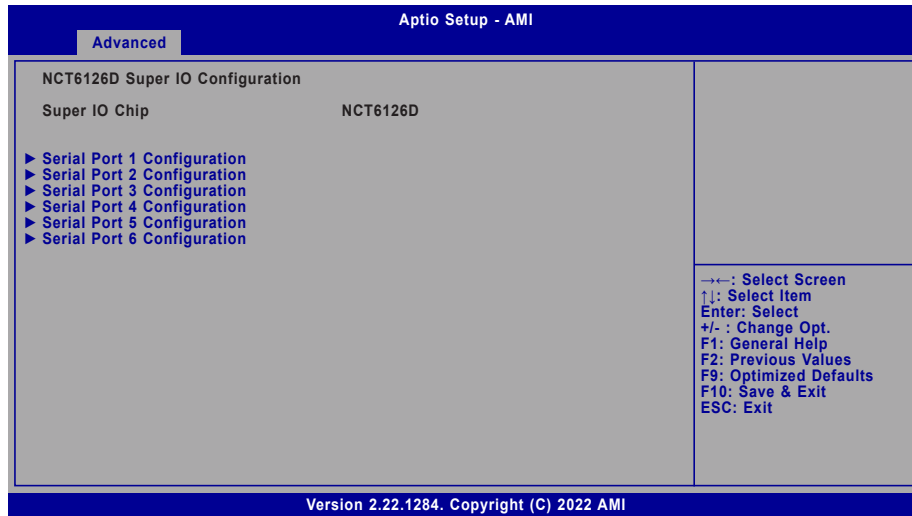 Aptio Setup - AMI
Advanced
NCT6126D Super IO Configuration
Super IO Chip NCT6126D
▶ Serial Port 1 Configuration
▶ Serial Port 2 Configuration
▶ Serial Port 3 Configuration
▶ Serial Port 4 Configuration
▶ Serial Port 5 Configuration
▶ Serial Port 6 Configuration
→←: Select Screen
↑↓: Select Item
Enter: Select
+/- : Change Opt.
F1: General Help
F2: Previous Values
F9: Optimized Defaults
F10: Save & Exit
ESC: Exit
Version 2.22.1284. Copyright (C) 2022 AMI